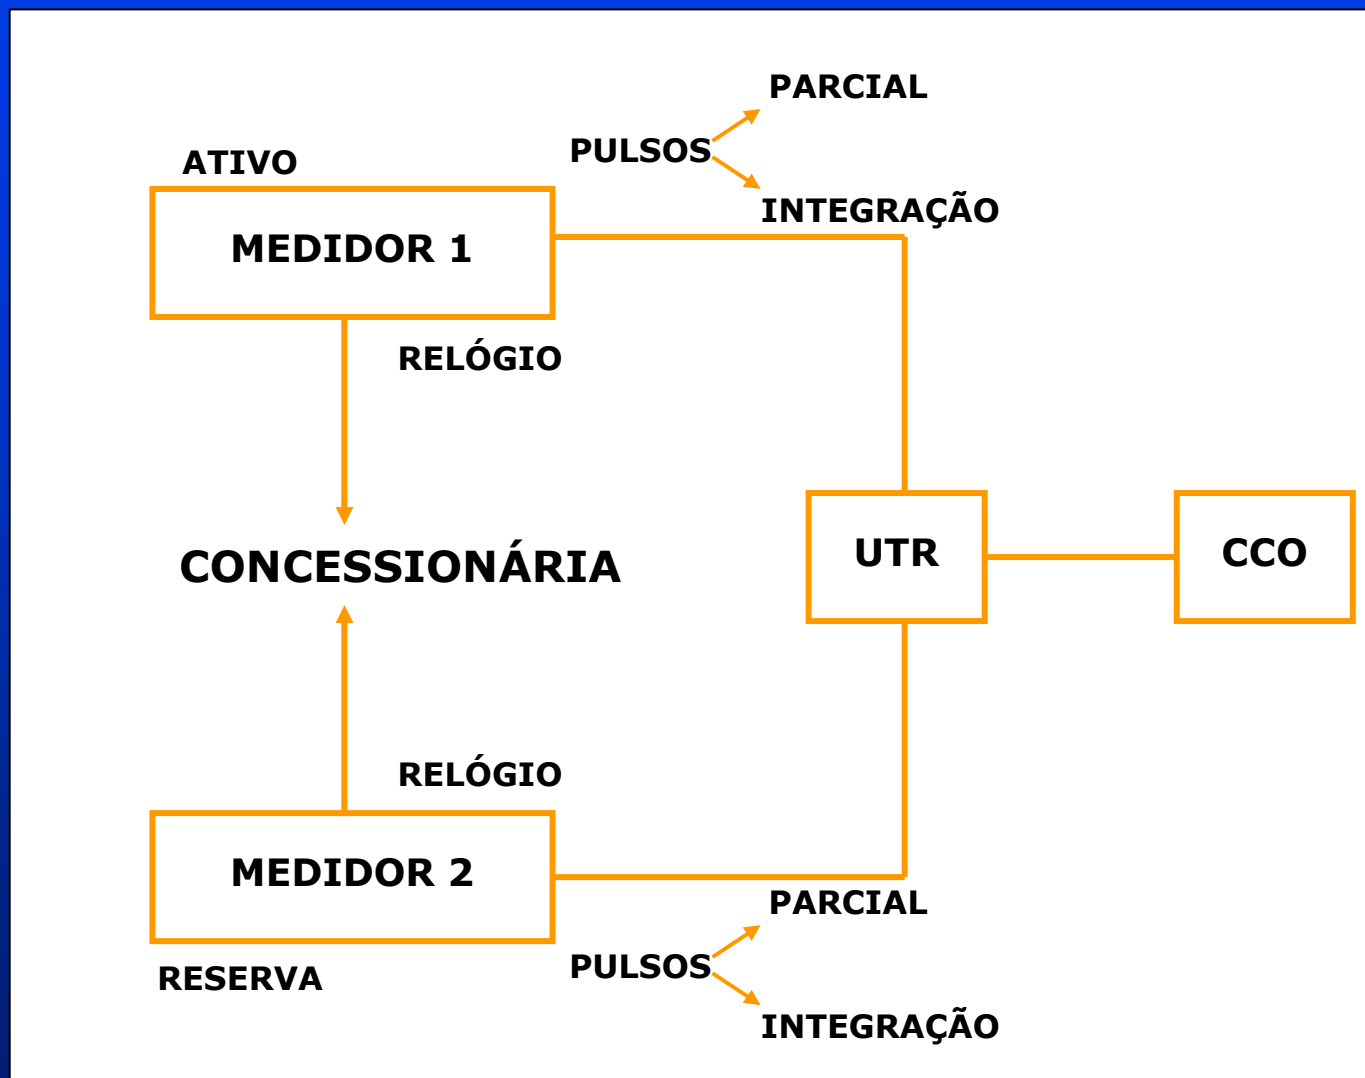 PARCIAL
PULSOS
ATIVO
INTEGRAÇÃO
MEDIDOR 1
RELÓGIO
CONCESSIONÁRIA
UTR
CCO
RELÓGIO
MEDIDOR 2
PARCIAL
PULSOS
RESERVA
INTEGRAÇÃO